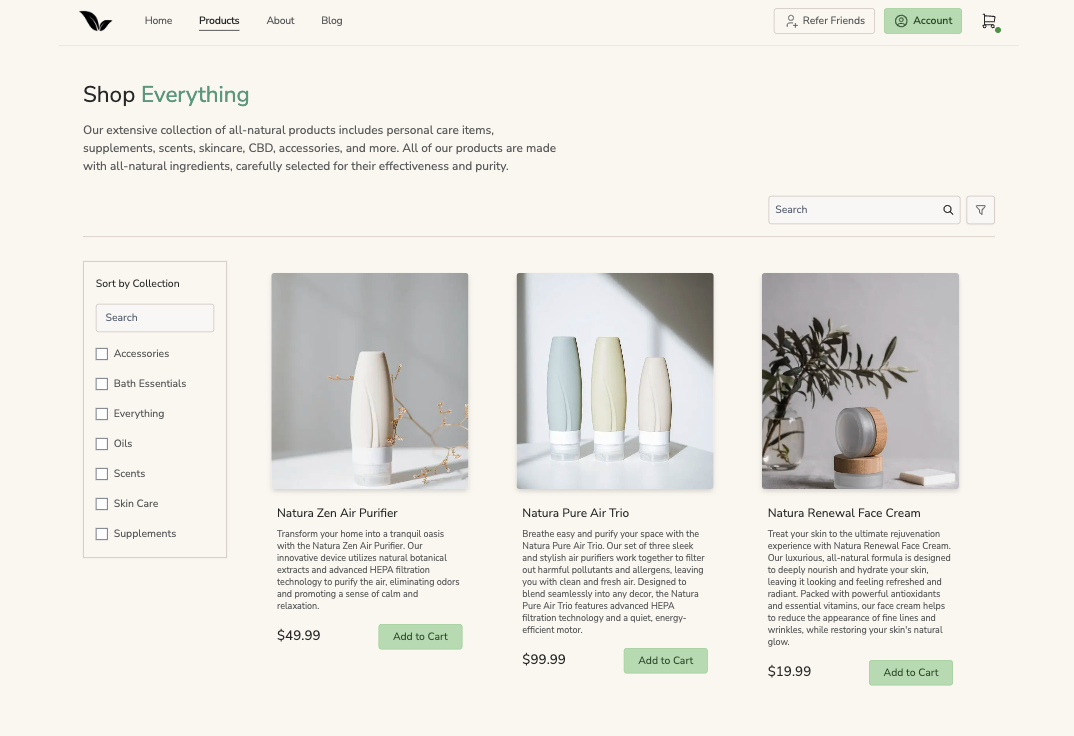 Home Products About Blog Refer Friends Account
Shop Everything
Our extensive collection of all-natural products includes personal care items,
supplements, scents, skincare, CBD, accessories, and more. All of our products are made
with all-natural ingredients, carefully selected for their effectiveness and purity.
Search
Sort by Collection
Search
Accessories
Bath Essentials
Everything
Oils
Scents
Skin Care
Supplements
Natura Zen Air Purifier
Transform your home into a tranquil oasis
with the Natura Zen Air Purifier. Our
innovative device utilizes natural botanical
extracts and advanced HEPA filtration
technology to purify the air, eliminating odors
and promoting a sense of calm and
relaxation.
$49.99 Add to Cart
Natura Pure Air Trio
Breathe easy and purify your space with the
Natura Pure Air Trio. Our set of three sleek
and stylish air purifiers work together to filter
out harmful pollutants and allergens, leaving
you with clean and fresh air. Designed to
blend seamlessly into any decor, the Natura
Pure Air Trio features advanced HEPA
filtration technology and a quiet, energy-
efficient motor.
$99.99 Add to Cart
Natura Renewal Face Cream
Treat your skin to the ultimate rejuvenation
experience with Natura Renewal Face Cream.
Our luxurious, all-natural formula is designed
to deeply nourish and hydrate your skin,
leaving it looking and feeling refreshed and
radiant. Packed with powerful antioxidants
and essential vitamins, our face cream helps
to reduce the appearance of fine lines and
wrinkles, while restoring your skin's natural
glow.
$19.99 Add to Cart